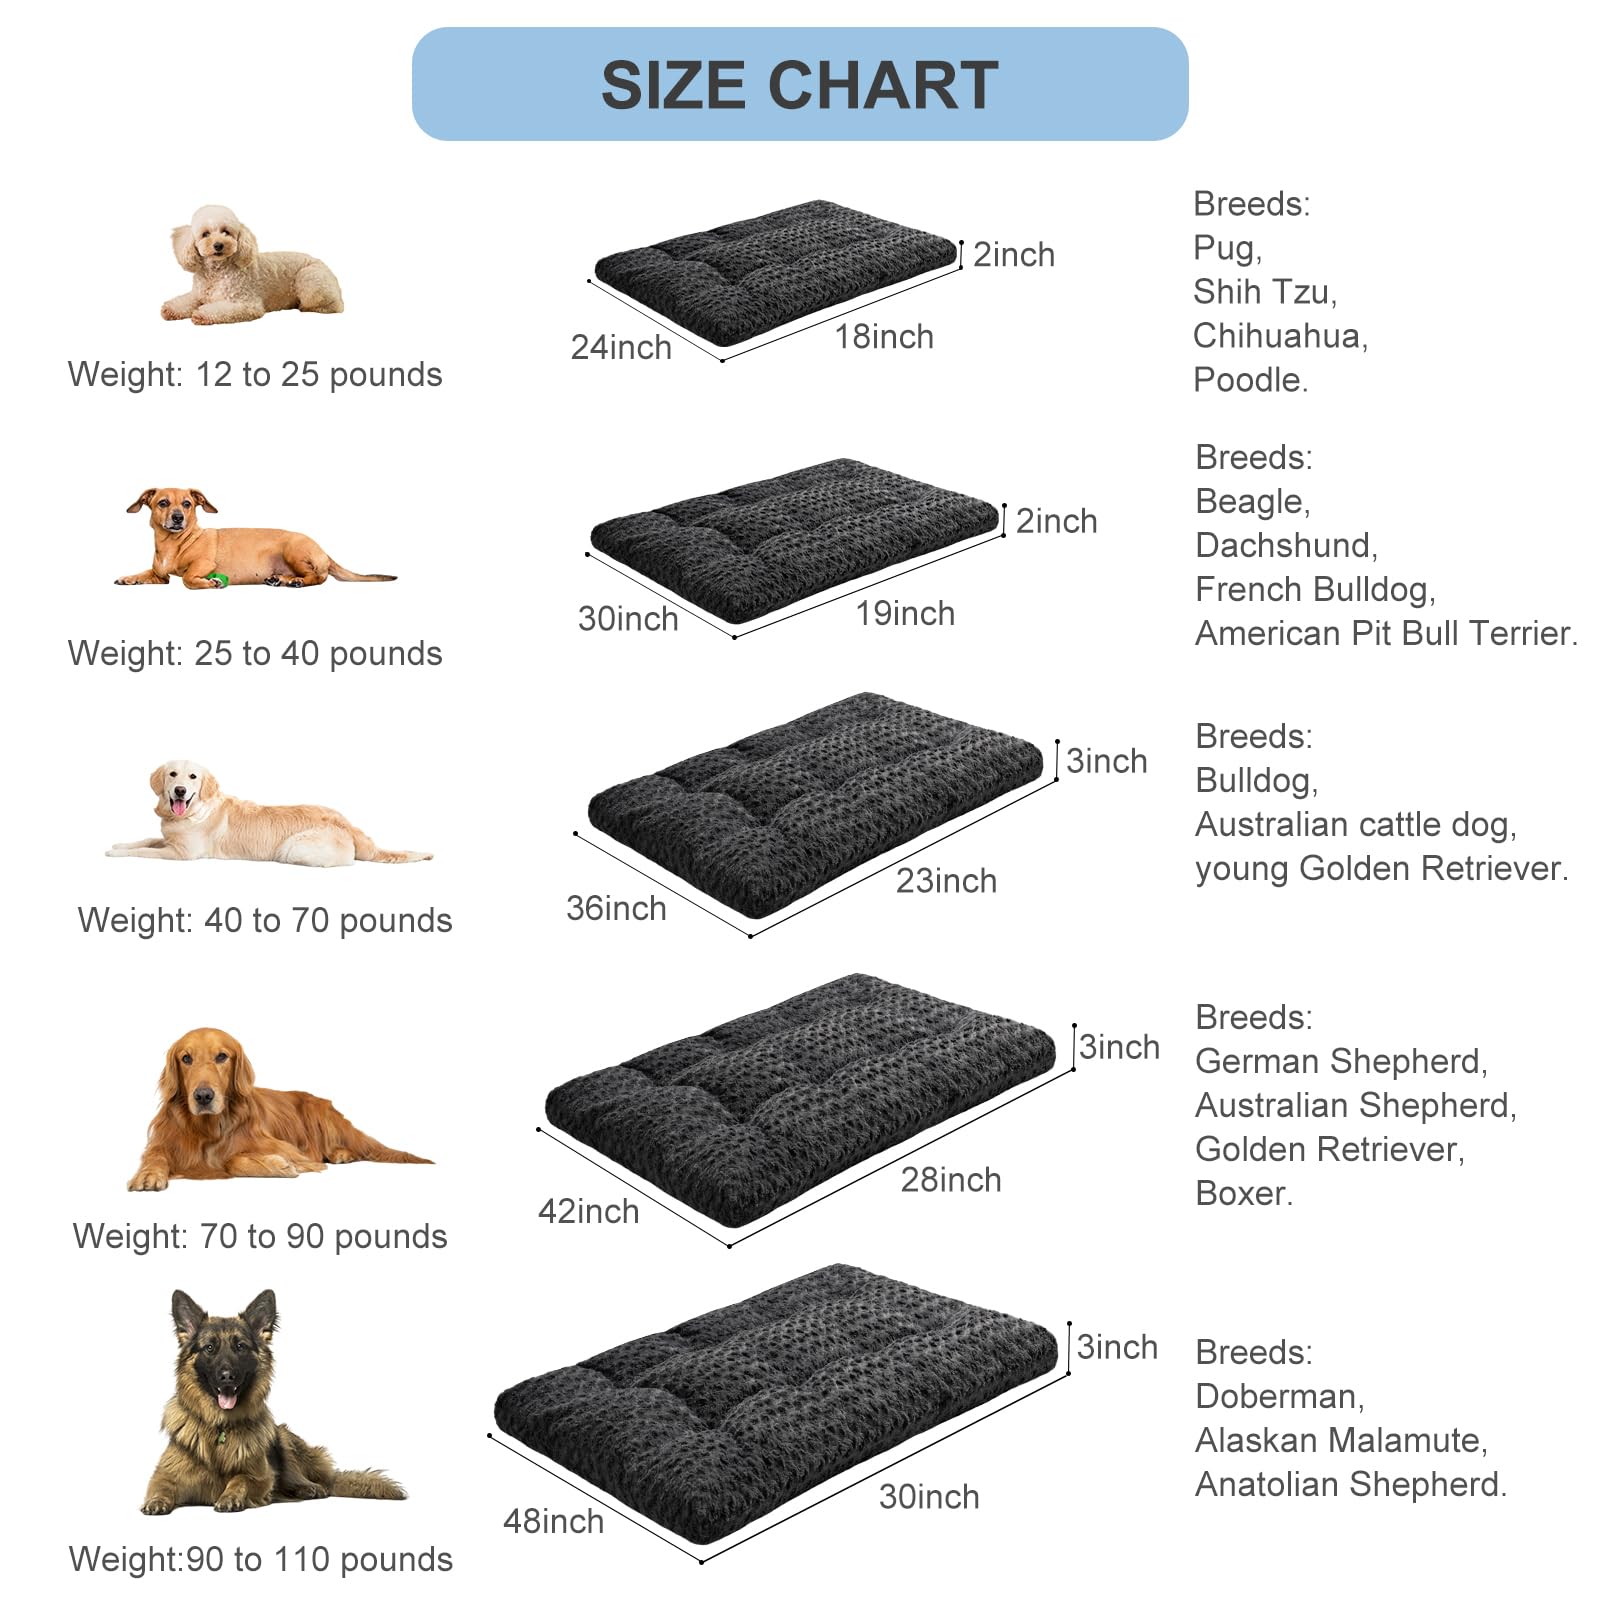 SIZE CHART
Weight: 12 to 25 pounds
24inch
18inch
2inch
Breeds:
Pug,
Shih Tzu,
Chihuahua,
Poodle.
Weight: 25 to 40 pounds
30inch
19inch
2inch
Breeds:
Beagle,
Dachshund,
French Bulldog,
American Pit Bull Terrier.
Weight: 40 to 70 pounds
36inch
23inch
3inch
Breeds:
Bulldog,
Australian cattle dog,
young Golden Retriever.
Weight: 70 to 90 pounds
42inch
28inch
3inch
Breeds:
German Shepherd,
Australian Shepherd,
Golden Retriever,
Boxer.
Weight:90 to 110 pounds
48inch
30inch
3inch
Breeds:
Doberman,
Alaskan Malamute,
Anatolian Shepherd.